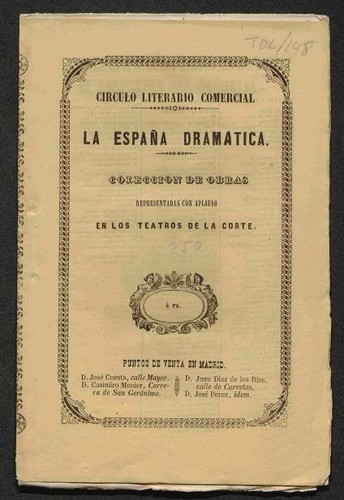 TDL/148
CIRCULO LITERARIO COMERCIAL
LA ESPAÑA DRAMATICA.
COLECCION DE OBRAS
REPRESENTADAS CON APLAUSO
EN LOS TEATROS DE LA CORTE.
250
4 rs.
PUNTOS DE VENTA EN MADRID.
D. José Cuesta, calle Mayor.
D. Casimiro Monier, Carre-
ra de San Gerónimo.
D. Juan Diaz de los Rios,
calle de Carretas.
D. José Perez, idem.